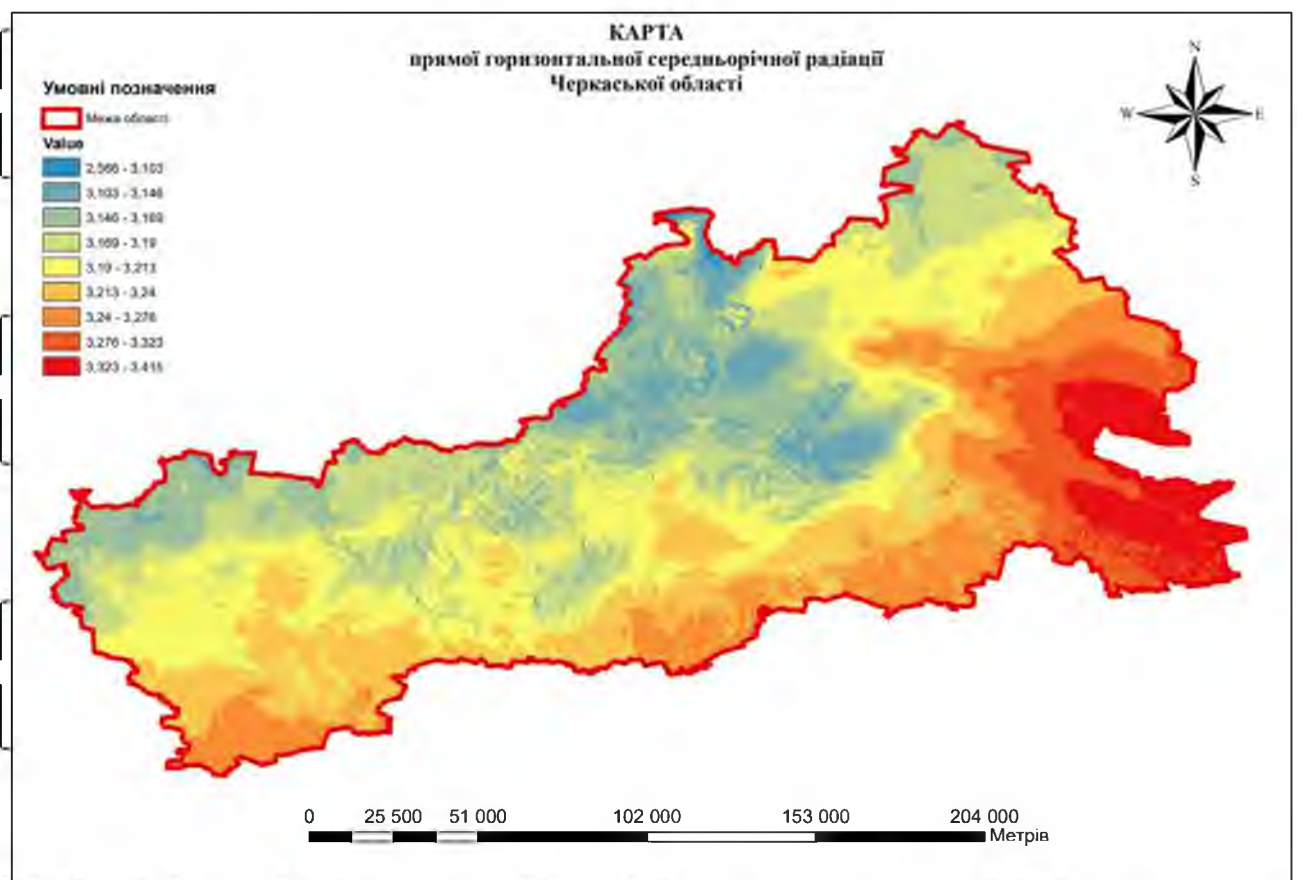 КАРТА
прямої горизонтальної середньорічної радіації
Черкаської області
Умовні позначення
Межа області
Value
2,566 - 3,103
3,103 - 3,146
3,146 - 3,169
3,169 - 3,19
3,19 - 3,213
3,213 - 3,24
3,24 - 3,276
3,276 - 3,323
3,323 - 3,415
N
W
E
S
0 25 500 51 000 102 000 153 000 204 000
Метрів